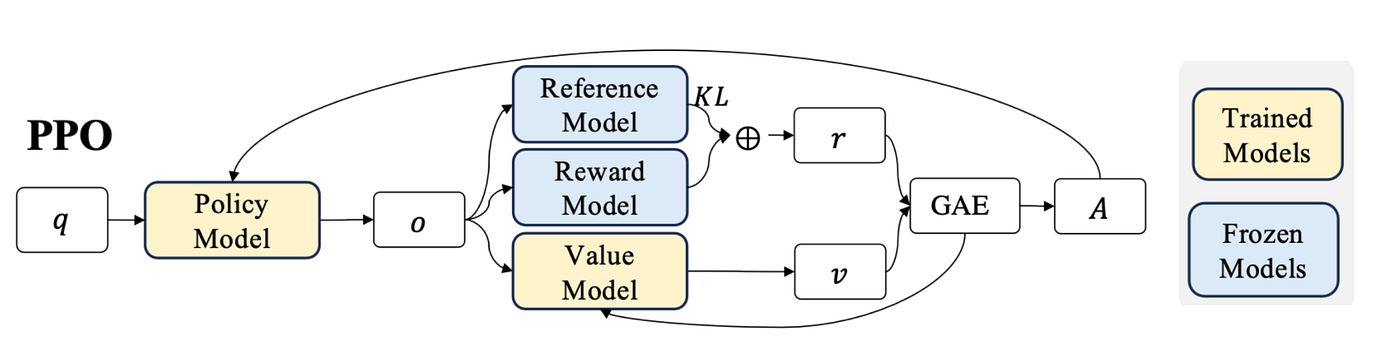 PPO
q
Policy
Model
o
Reference
Model
KL
Reward
Model
Value
Model
⊕
r
v
GAE
A
Trained
Models
Frozen
Models